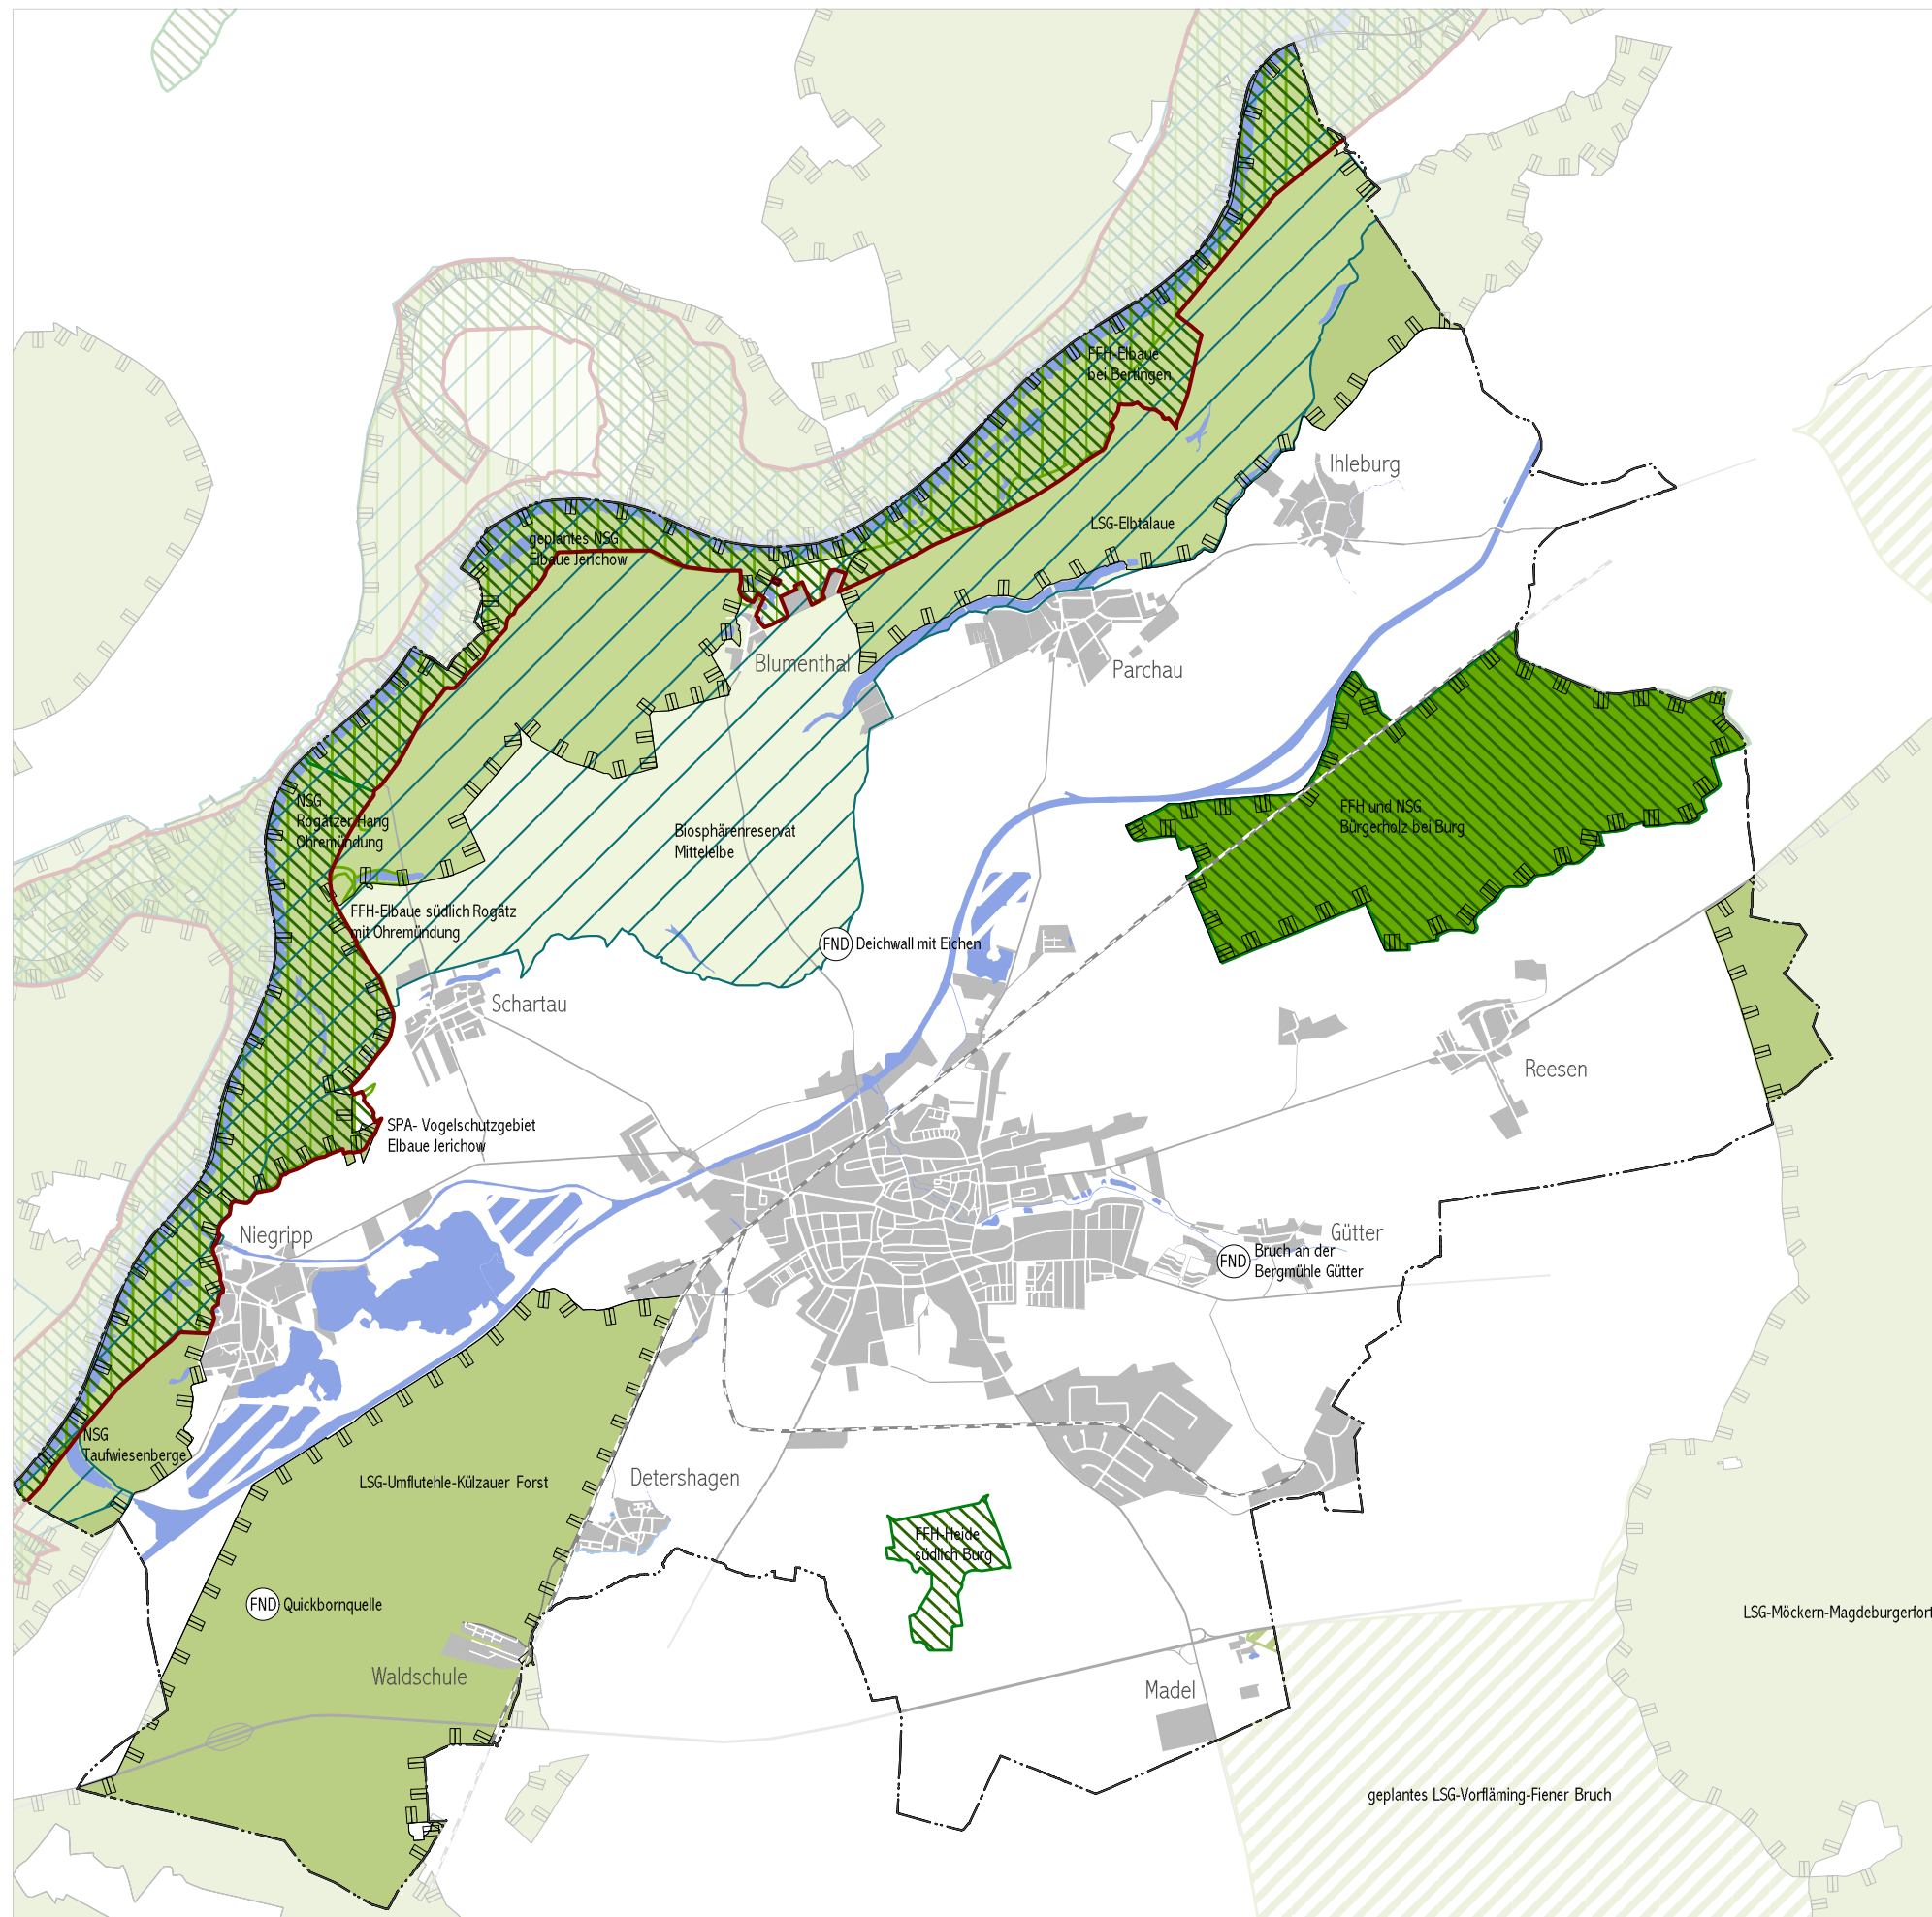 FFH-Elbaue
bei Bertingen
Ihleburg
LSG-Elbtalaue
geplantes NSG
Elbaue Jerichow
Blumenthal
Parchau
NSG
Rogätzer Hang
Ohremündung
Biosphärenreservat
Mittelelbe
FFH und NSG
Bürgerholz bei Burg
FFH-Elbaue südlich Rogätz
mit Ohremündung
FND Deichwall mit Eichen
Schartau
Reesen
SPA- Vogelschutzgebiet
Elbaue Jerichow
Niegripp
Gütter
FND Bruch an der
Bergmühle Gütter
NSG
Taufwiesenberge
LSG-Umflutehle-Külzauer Forst
Detershagen
FFH-Heide
südlich Burg
FND Quickbornquelle
LSG-Möckern-Magdeburgerfort
Waldschule
Madel
geplantes LSG-Vorfläming-Fiener Bruch